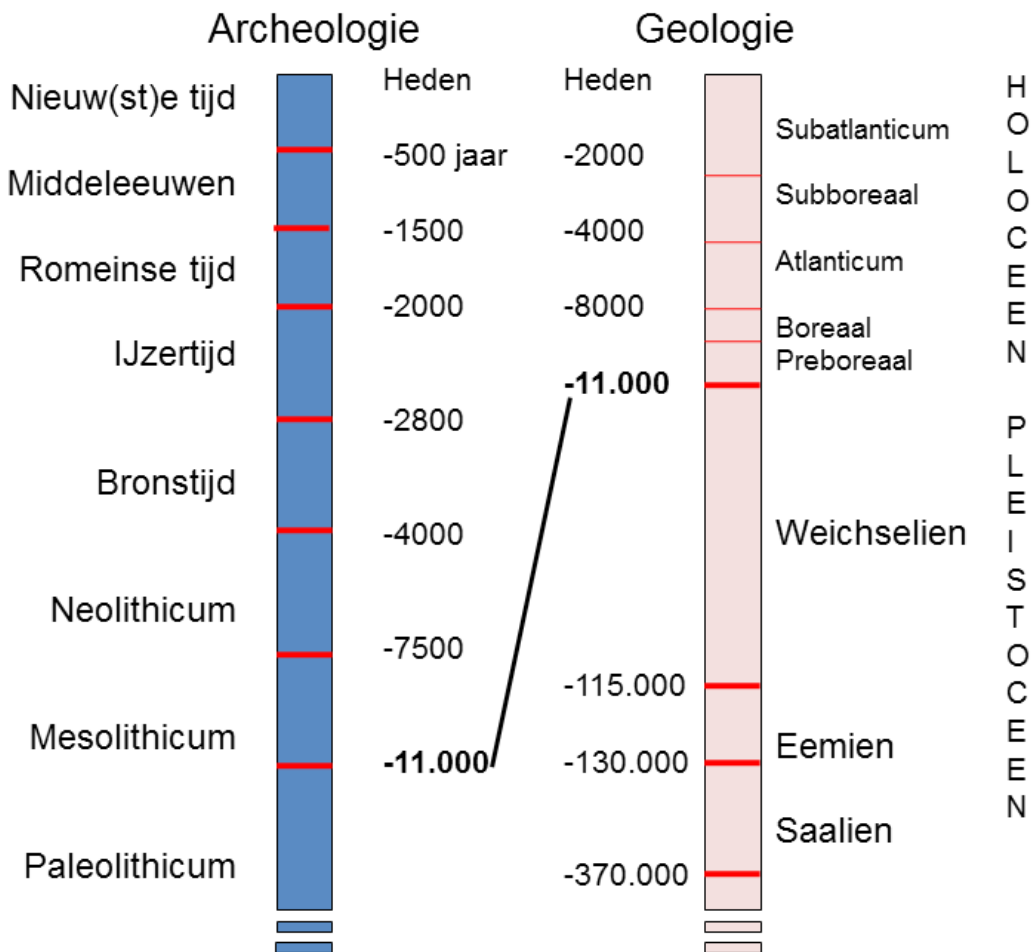 Archeologie
Geologie
Nieuw(st)e tijd
Middeleeuwen
Romeinse tijd
IJzertijd
Bronstijd
Neolithicum
Mesolithicum
Paleolithicum
Heden
-500 jaar
-1500
-2000
-2800
-4000
-7500
-11.000
Heden
-2000
-4000
-8000
-11.000
-115.000
-130.000
-370.000
Subatlanticum
Subboreaal
Atlanticum
Boreaal
Preboreaal
Weichselien
Eemien
Saalien
HOLOCEEN
PLEISTOCEEN